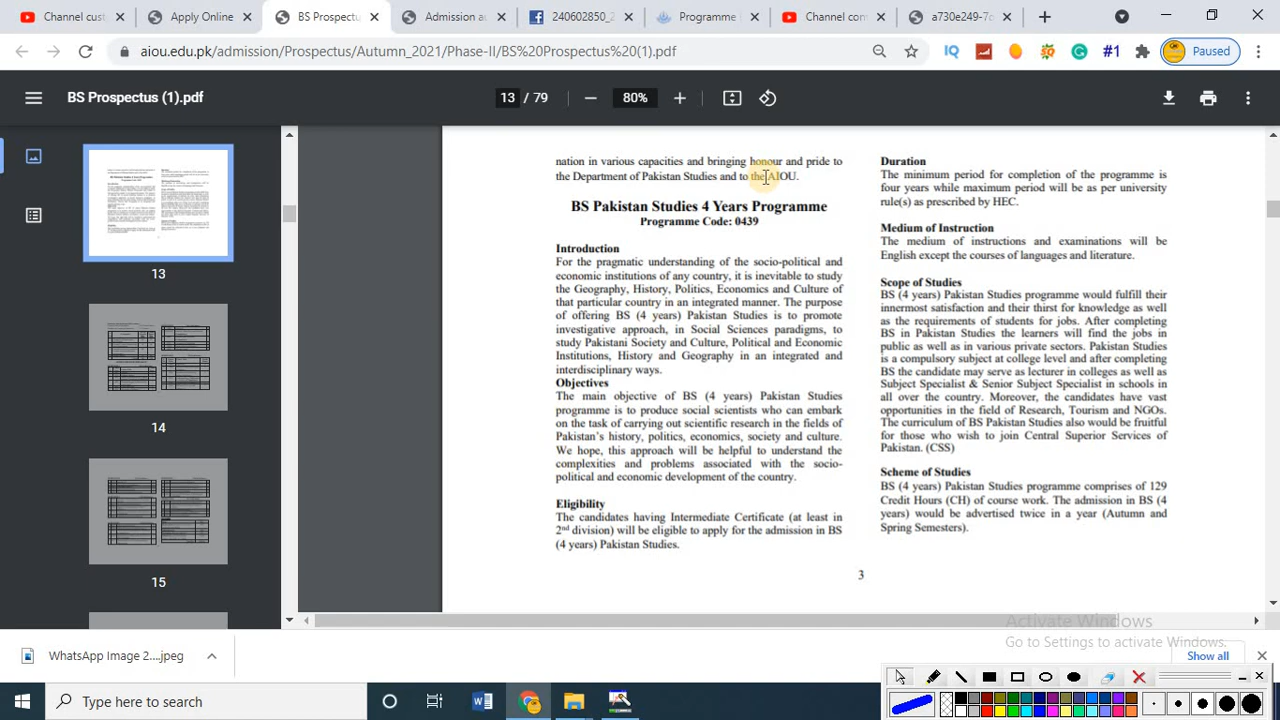 Channel dash
Apply Online
BS Prospectu
Admission
240602850_2
Programme
Channel con
a730e249-7c
aiou.edu.pk/admission/Prospectus/Autumn_2021/Phase-II/BS%20Prospectus%20(1).pdf
IQ
SQ
#1
Paused
BS Prospectus (1).pdf
13 / 79
80%
13
14
15
nation in various capacities and bringing honour and pride to
the Department of Pakistan Studies and to the AIOU.
BS Pakistan Studies 4 Years Programme
Programme Code: 0439
Introduction
For the pragmatic understanding of the socio-political and
economic institutions of any country, it is inevitable to study
the Geography, History, Politics, Economics and Culture of
that particular country in an integrated manner. The purpose
of offering BS (4 years) Pakistan Studies is to promote
investigative approach, in Social Sciences paradigms, to
study Pakistani Society and Culture, Political and Economic
Institutions, History and Geography in an integrated and
interdisciplinary ways.
Objectives
The main objective of BS (4 years) Pakistan Studies
programme is to produce social scientists who can embark
on the task of carrying out scientific research in the fields of
Pakistan's history, politics, economics, society and culture.
We hope, this approach will be helpful to understand the
complexities and problems associated with the socio-
political and economic development of the country.
Eligibility
The candidates having Intermediate Certificate (at least in
2nd division) will be eligible to apply for the admission in BS
(4 years) Pakistan Studies.
Duration
The minimum period for completion of the programme is
four years while maximum period will be as per university
rule(s) as prescribed by HEC.
Medium of Instruction
The medium of instructions and examinations will be
English except the courses of languages and literature.
Scope of Studies
BS (4 years) Pakistan Studies programme would fulfill their
innermost satisfaction and their thirst for knowledge as well
as the requirements of students for jobs. After completing
BS in Pakistan Studies the learners will find the jobs in
public as well as in various private sectors. Pakistan Studies
is a compulsory subject at college level and after completing
BS the candidate may serve as lecturer in colleges as well as
Subject Specialist & Senior Subject Specialist in schools in
all over the country. Moreover, the candidates have vast
opportunities in the field of Research, Tourism and NGOs.
The curriculum of BS Pakistan Studies also would be fruitful
for those who wish to join Central Superior Services of
Pakistan. (CSS)
Scheme of Studies
BS (4 years) Pakistan Studies programme comprises of 129
Credit Hours (CH) of course work. The admission in BS (4
years) would be advertised twice in a year (Autumn and
Spring Semesters).
3
Activate Windows
Go to Settings to activate Windows.
WhatsApp Image 2....jpeg
Show all
Type here to search